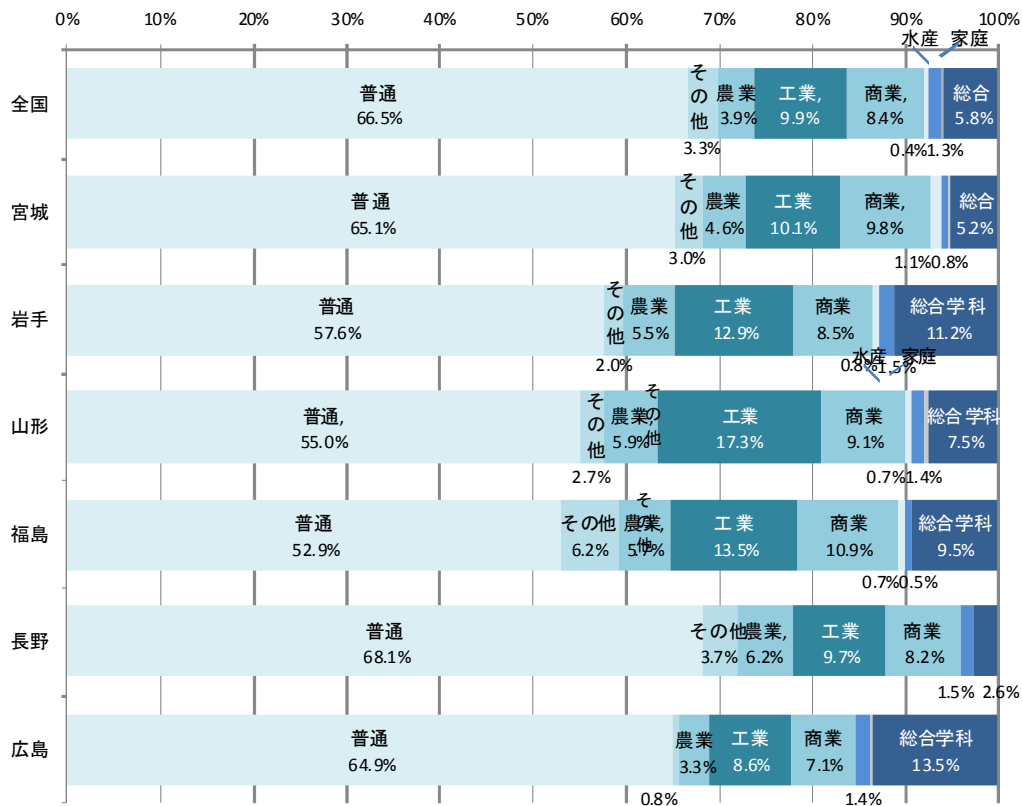 0% 10% 20% 30% 40% 50% 60% 70% 80% 90% 100%
水産 家庭
全国 普通 その他 農業 工業, 商業, 総合
66.5% 3.9% 9.9% 8.4% 5.8%
3.3% 0.4% 1.3%
宮城 普通 その他 農業 工業 商業, 総合
65.1% 4.6% 10.1% 9.8% 5.2%
3.0% 1.1% 0.8%
岩手 普通 その他 農業 工業 商業 総合学科
57.6% 5.5% 12.9% 8.5% 11.2%
2.0% 0.8% 1.5%
水産 家庭
山形 普通, その他 農業, その他 工業 商業 総合学科
55.0% 5.9% 17.3% 9.1% 7.5%
2.7% 0.7% 1.4%
福島 普通 その他 農業, その他 工業 商業 総合学科
52.9% 6.2% 5.7% 13.5% 10.9% 9.5%
0.7% 0.5%
長野 普通 その他 農業, 工業 商業
68.1% 3.7% 6.2% 9.7% 8.2%
1.5% 2.6%
広島 普通 農業 工業 商業 総合学科
64.9% 3.3% 8.6% 7.1% 13.5%
0.8% 1.4%